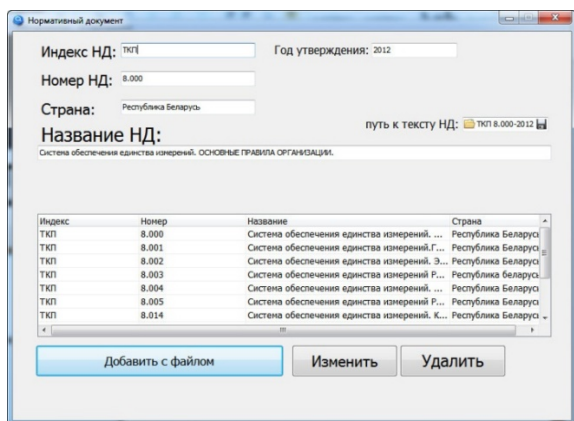 Нормативный документ
Индекс НД: ТКП Год утверждения: 2012
Номер НД: 8.000
Страна: Республика Беларусь
путь к тексту НД: ТКП 8.000-2012
Название НД:
Система обеспечения единства измерений. ОСНОВНЫЕ ПРАВИЛА ОРГАНИЗАЦИИ.
Индекс Номер Название Страна
ТКП 8.000 Система обеспечения единства измерений. ... Республика Беларусь
ТКП 8.001 Система обеспечения единства измерений.Г... Республика Беларусь
ТКП 8.002 Система обеспечения единства измерений. Э... Республика Беларусь
ТКП 8.003 Система обеспечения единства измерений Р... Республика беларусь
ТКП 8.004 Система обеспечения единства измерений. ... Республика Беларусь
ТКП 8.005 Система обеспечения единства измерений Р... Республика Беларусь
ТКП 8.014 Система обеспечения единства измерений. К... Республика Беларусь
Добавить с файлом Изменить Удалить